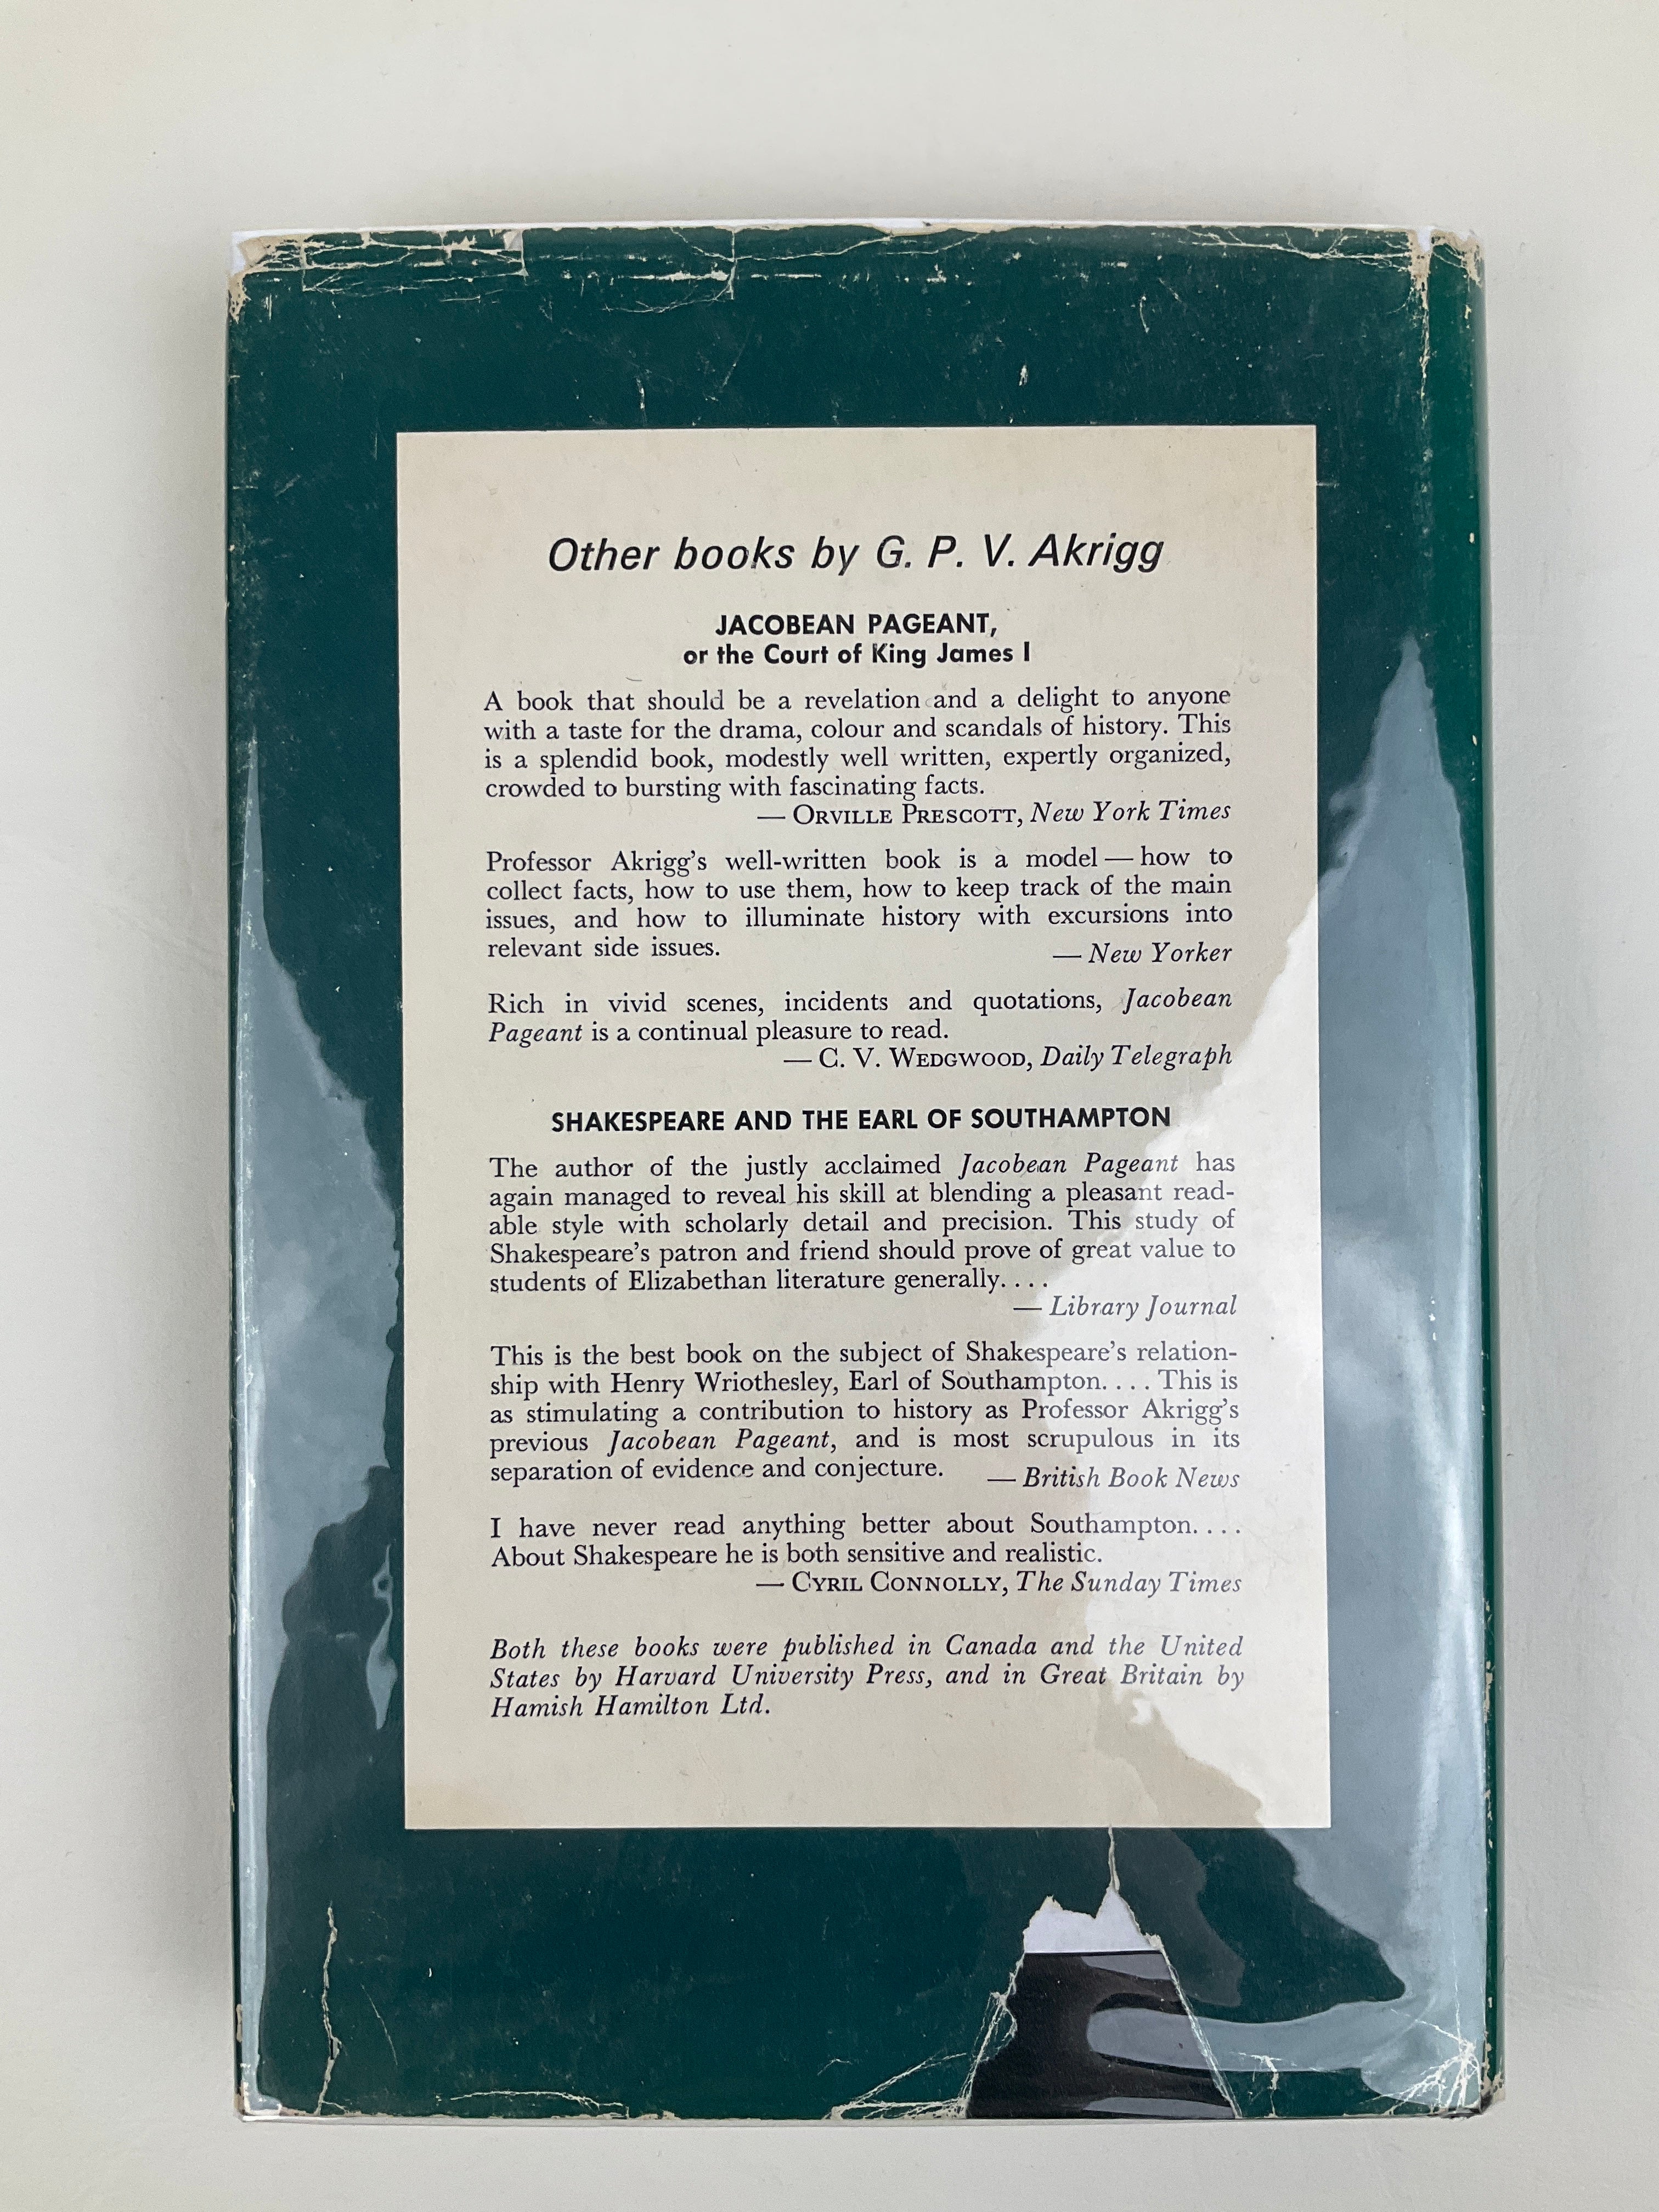 Other books by G. P. V. Akrigg
JACOBEAN PAGEANT,
or the Court of King James I
A book that should be a revelation and a delight to anyone
with a taste for the drama, colour and scandals of history. This
is a splendid book, modestly well written, expertly organized,
crowded to bursting with fascinating facts.
— ORVILLE PRESCOTT, New York Times
Professor Akrigg's well-written book is a model — how to
collect facts, how to use them, how to keep track of the main
issues, and how to illuminate history with excursions into
relevant side issues. — New Yorker
Rich in vivid scenes, incidents and quotations, Jacobean
Pageant is a continual pleasure to read.
— C. V. WEDGWOOD, Daily Telegraph
SHAKESPEARE AND THE EARL OF SOUTHAMPTON
The author of the justly acclaimed Jacobean Pageant has
again managed to reveal his skill at blending a pleasant read-
able style with scholarly detail and precision. This study of
Shakespeare's patron and friend should prove of great value to
students of Elizabethan literature generally. . . .
— Library Journal
This is the best book on the subject of Shakespeare's relation-
ship with Henry Wriothesley, Earl of Southampton. . . . This is
as stimulating a contribution to history as Professor Akrigg's
previous Jacobean Pageant, and is most scrupulous in its
separation of evidence and conjecture. — British Book News
I have never read anything better about Southampton. . . .
About Shakespeare he is both sensitive and realistic.
— CYRIL CONNOLLY, The Sunday Times
Both these books were published in Canada and the United
States by Harvard University Press, and in Great Britain by
Hamish Hamilton Ltd.